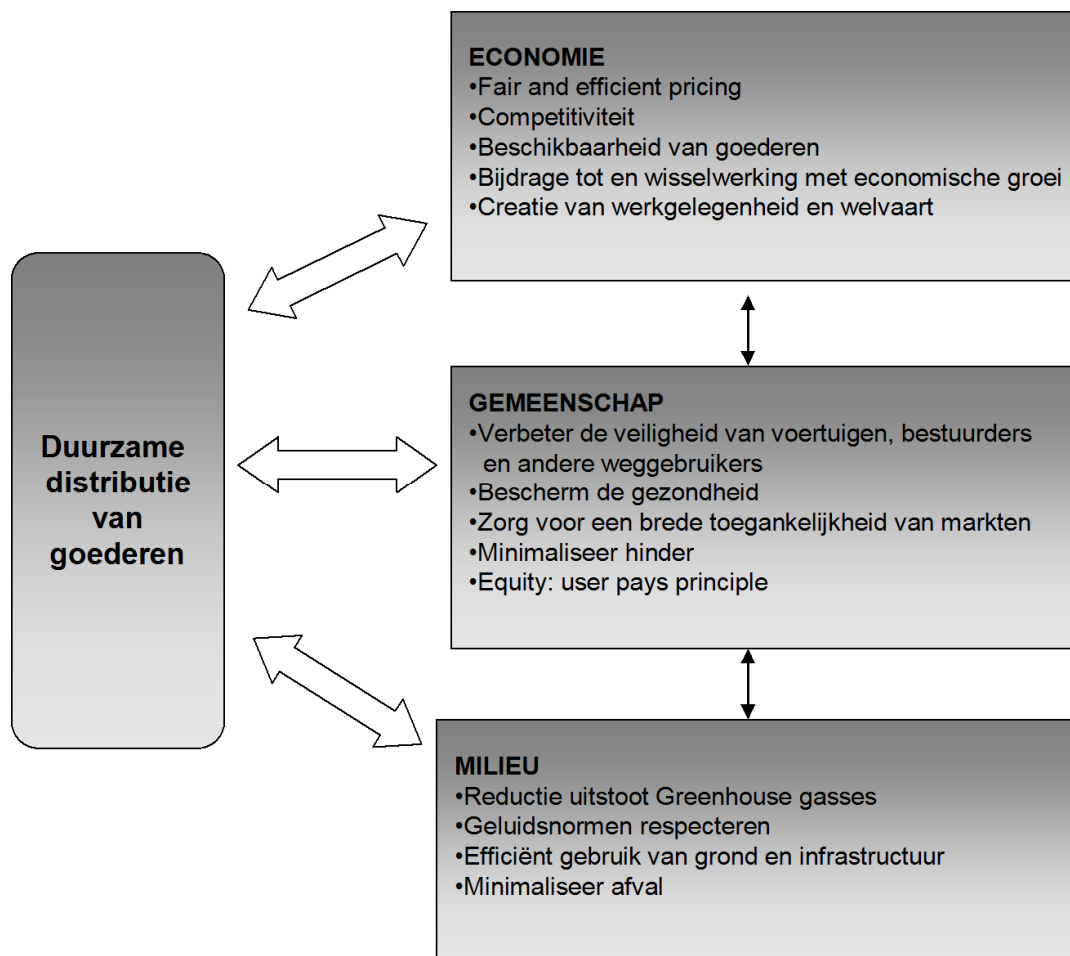 Duurzame
distributie
van
goederen
ECONOMIE
•Fair and efficient pricing
•Competitiviteit
•Beschikbaarheid van goederen
•Bijdrage tot en wisselwerking met economische groei
•Creatie van werkgelegenheid en welvaart
GEMEENSCHAP
•Verbeter de veiligheid van voertuigen, bestuurders
en andere weggebruikers
•Bescherm de gezondheid
•Zorg voor een brede toegankelijkheid van markten
•Minimaliseer hinder
•Equity: user pays principle
MILIEU
•Reductie uitstoot Greenhouse gasses
•Geluidsnormen respecteren
•Efficiënt gebruik van grond en infrastructuur
•Minimaliseer afval